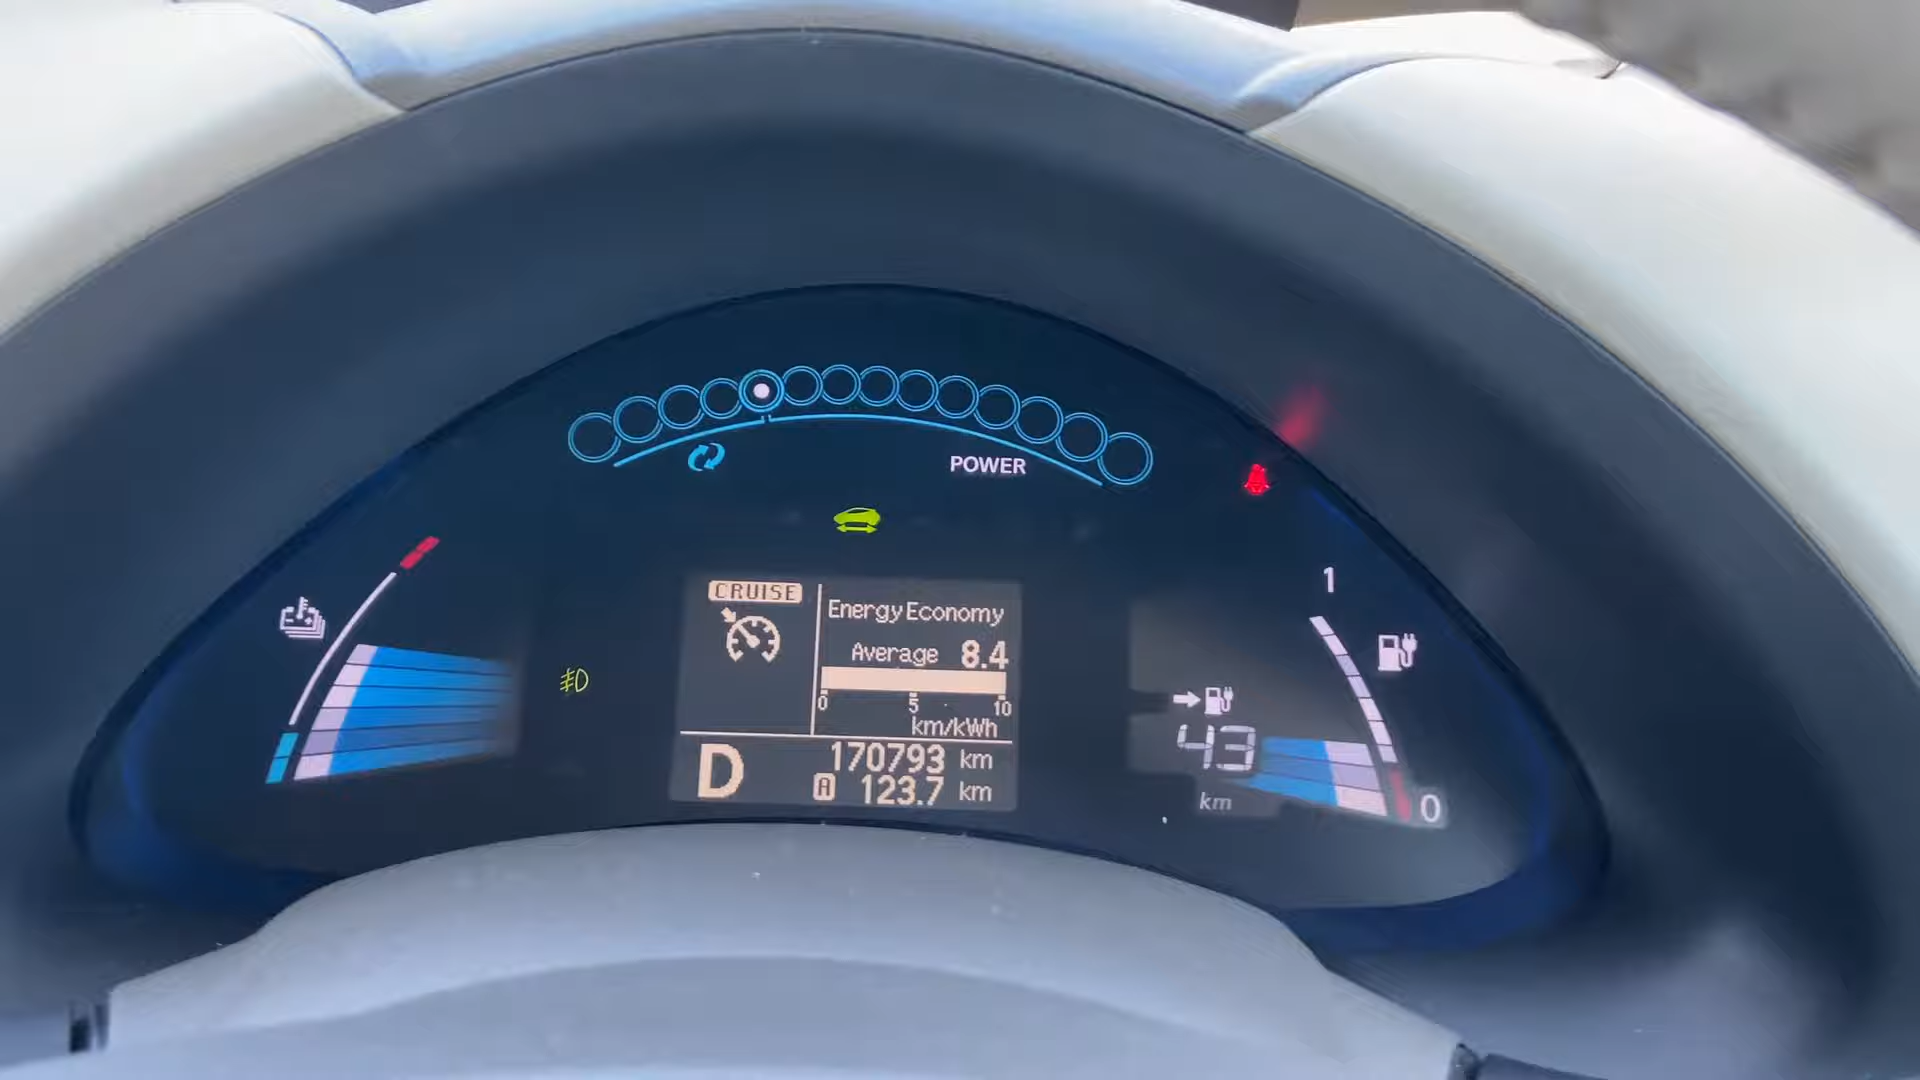 POWER
CRUISE
Energy Economy
Average 8.4
0 5 10
km/kWh
D
170793 km
A 123.7 km
1
43
km
0